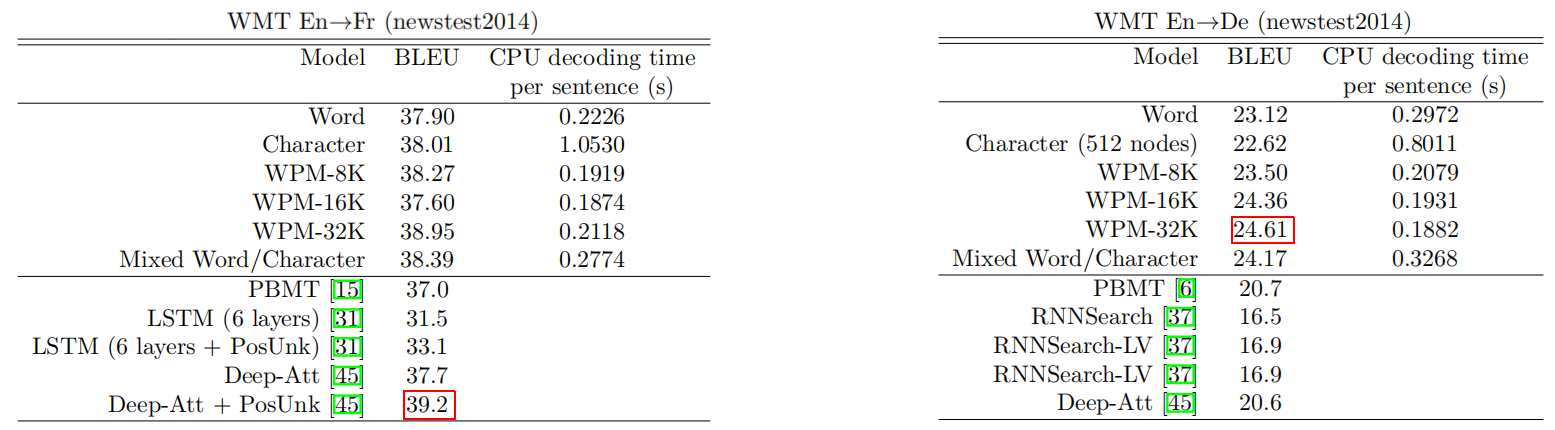 WMT En→Fr (newstest2014)
Model BLEU CPU decoding time
per sentence (s)
Word 37.90 0.2226
Character 38.01 1.0530
WPM-8K 38.27 0.1919
WPM-16K 37.60 0.1874
WPM-32K 38.95 0.2118
Mixed Word/Character 38.39 0.2774
PBMT [15] 37.0
LSTM (6 layers) [31] 31.5
LSTM (6 layers + PosUnk) [31] 33.1
Deep-Att [45] 37.7
Deep-Att + PosUnk [45] 39.2
WMT En→De (newstest2014)
Model BLEU CPU decoding time
per sentence (s)
Word 23.12 0.2972
Character (512 nodes) 22.62 0.8011
WPM-8K 23.50 0.2079
WPM-16K 24.36 0.1931
WPM-32K 24.61 0.1882
Mixed Word/Character 24.17 0.3268
PBMT [6] 20.7
RNNSearch [37] 16.5
RNNSearch-LV [37] 16.9
RNNSearch-LV [37] 16.9
Deep-Att [45] 20.6